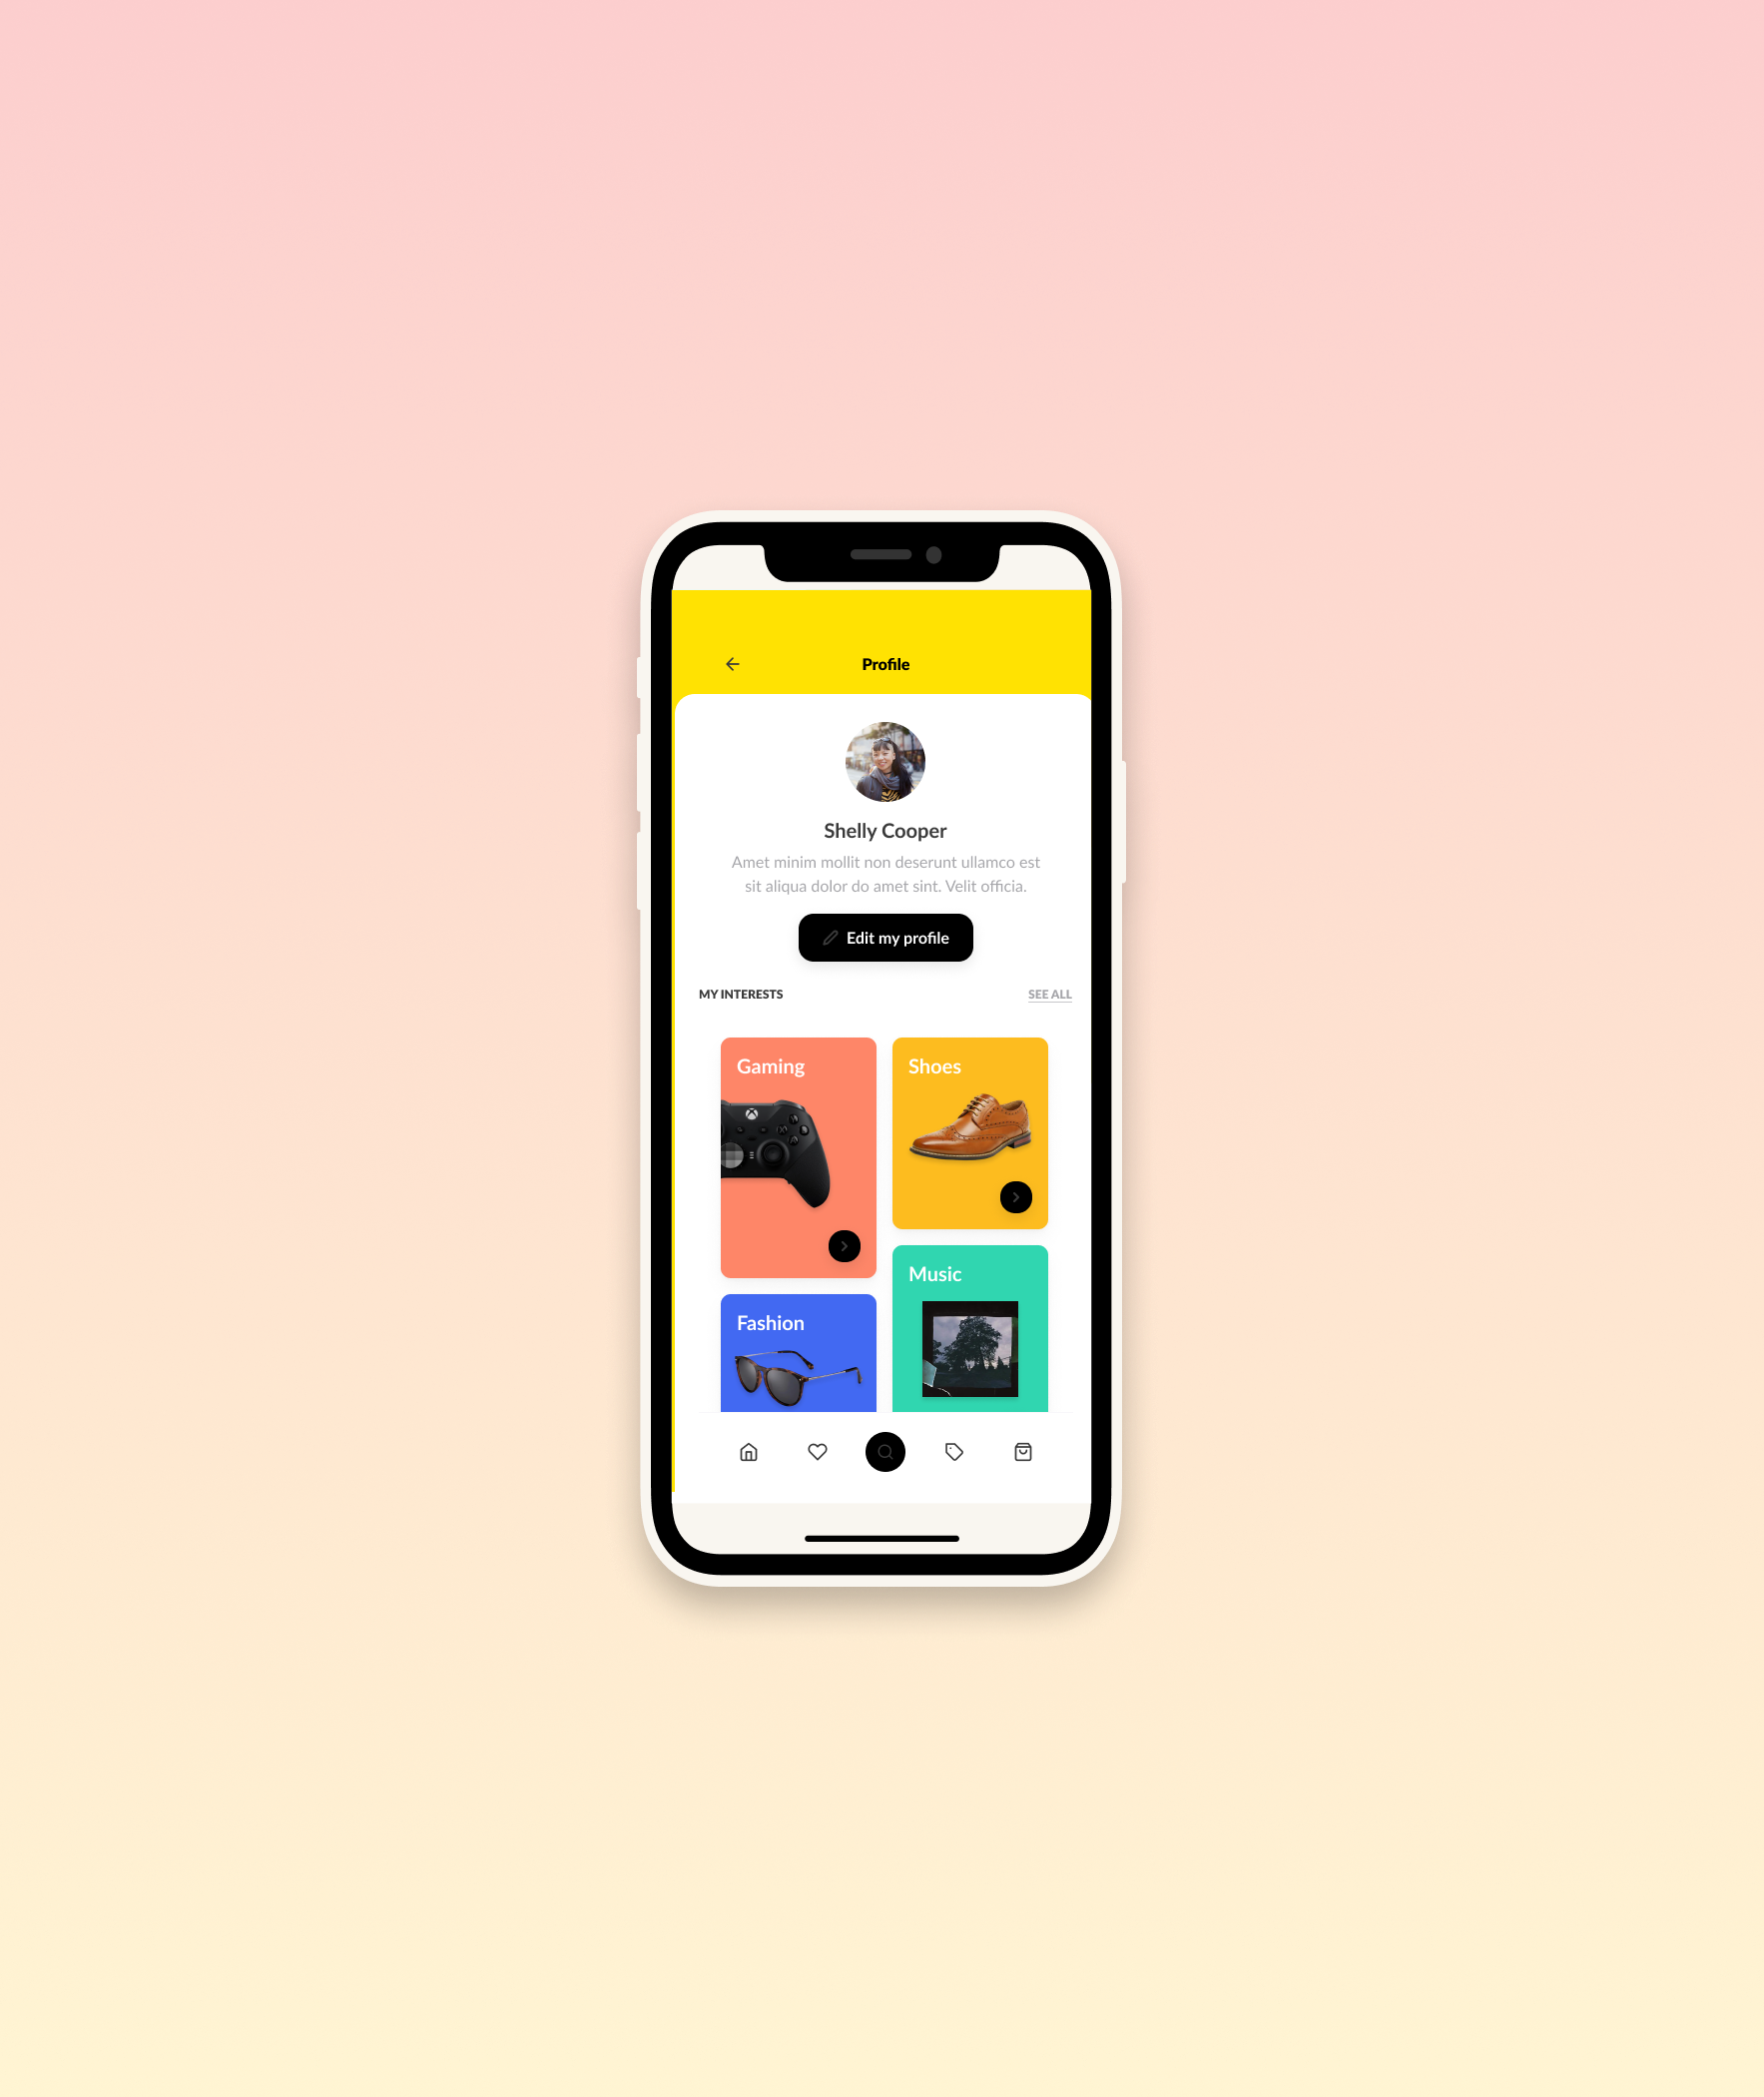 Profile
Shelly Cooper
Amet minim mollit non deserunt ullamco est
sit aliqua dolor do amet sint. Velit officia.
Edit my profile
MY INTERESTS
SEE ALL
Gaming
Shoes
Music
Fashion